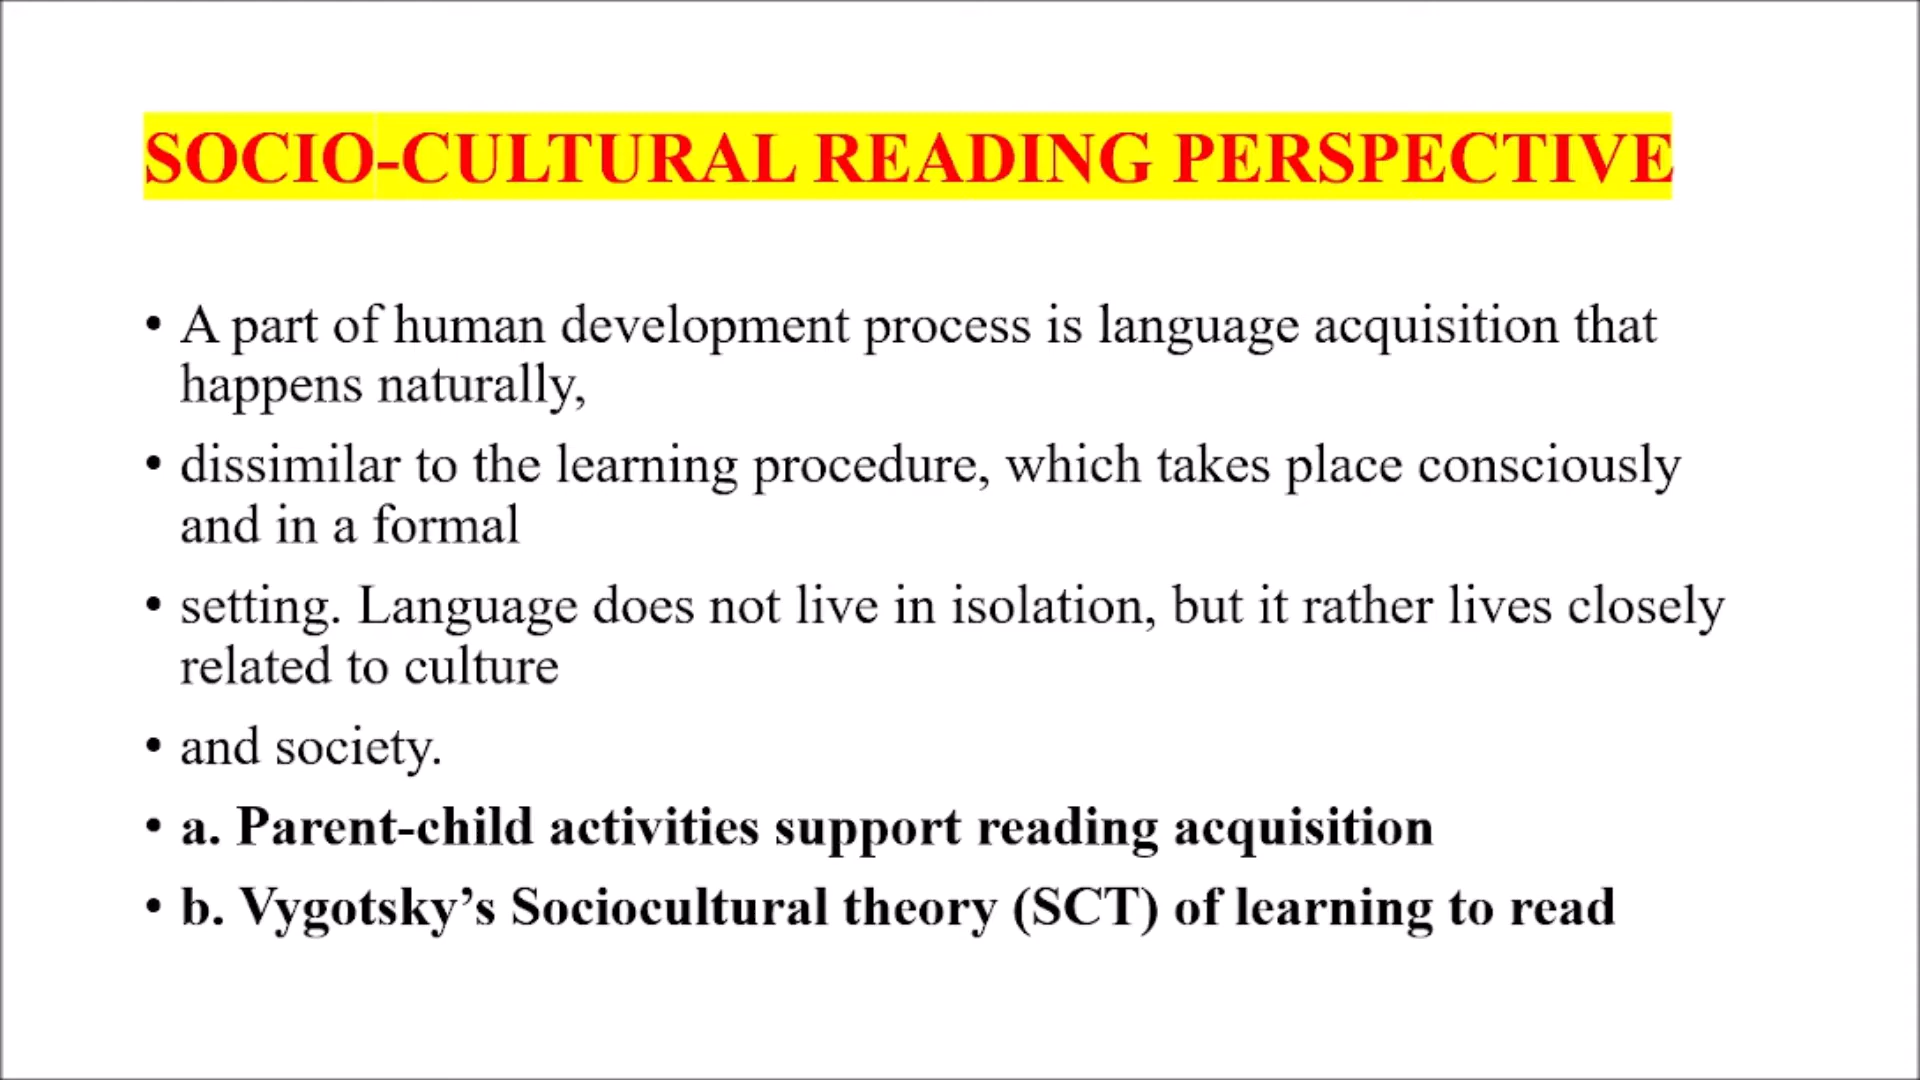 SOCIO-CULTURAL READING PERSPECTIVE
• A part of human development process is language acquisition that
happens naturally,
• dissimilar to the learning procedure, which takes place consciously
and in a formal
• setting. Language does not live in isolation, but it rather lives closely
related to culture
• and society.
• a. Parent-child activities support reading acquisition
• b. Vygotsky’s Sociocultural theory (SCT) of learning to read